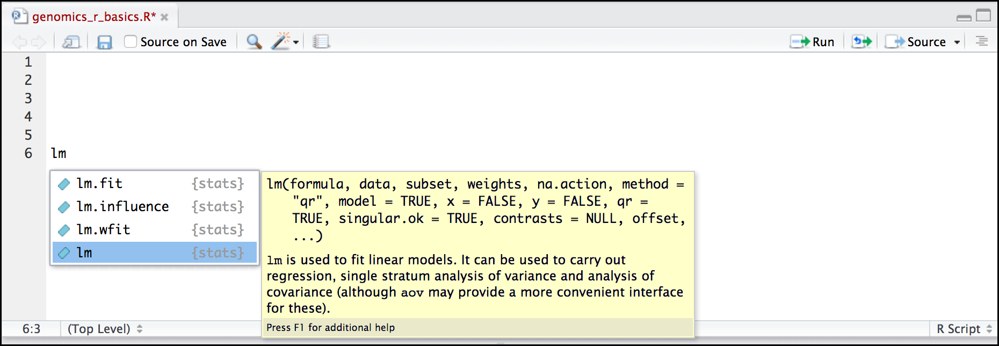 genomics_r_basics.R*
Source on Save Run Source
1
2
3
4
5
6 lm
lm.fit {stats}
lm.influence {stats}
lm.wfit {stats}
lm {stats}
lm(formula, data, subset, weights, na.action, method =
"qr", model = TRUE, x = FALSE, y = FALSE, qr =
TRUE, singular.ok = TRUE, contrasts = NULL, offset,
...)
lm is used to fit linear models. It can be used to carry out
regression, single stratum analysis of variance and analysis of
covariance (although aov may provide a more convenient interface
for these).
Press F1 for additional help
6:3 (Top Level) R Script